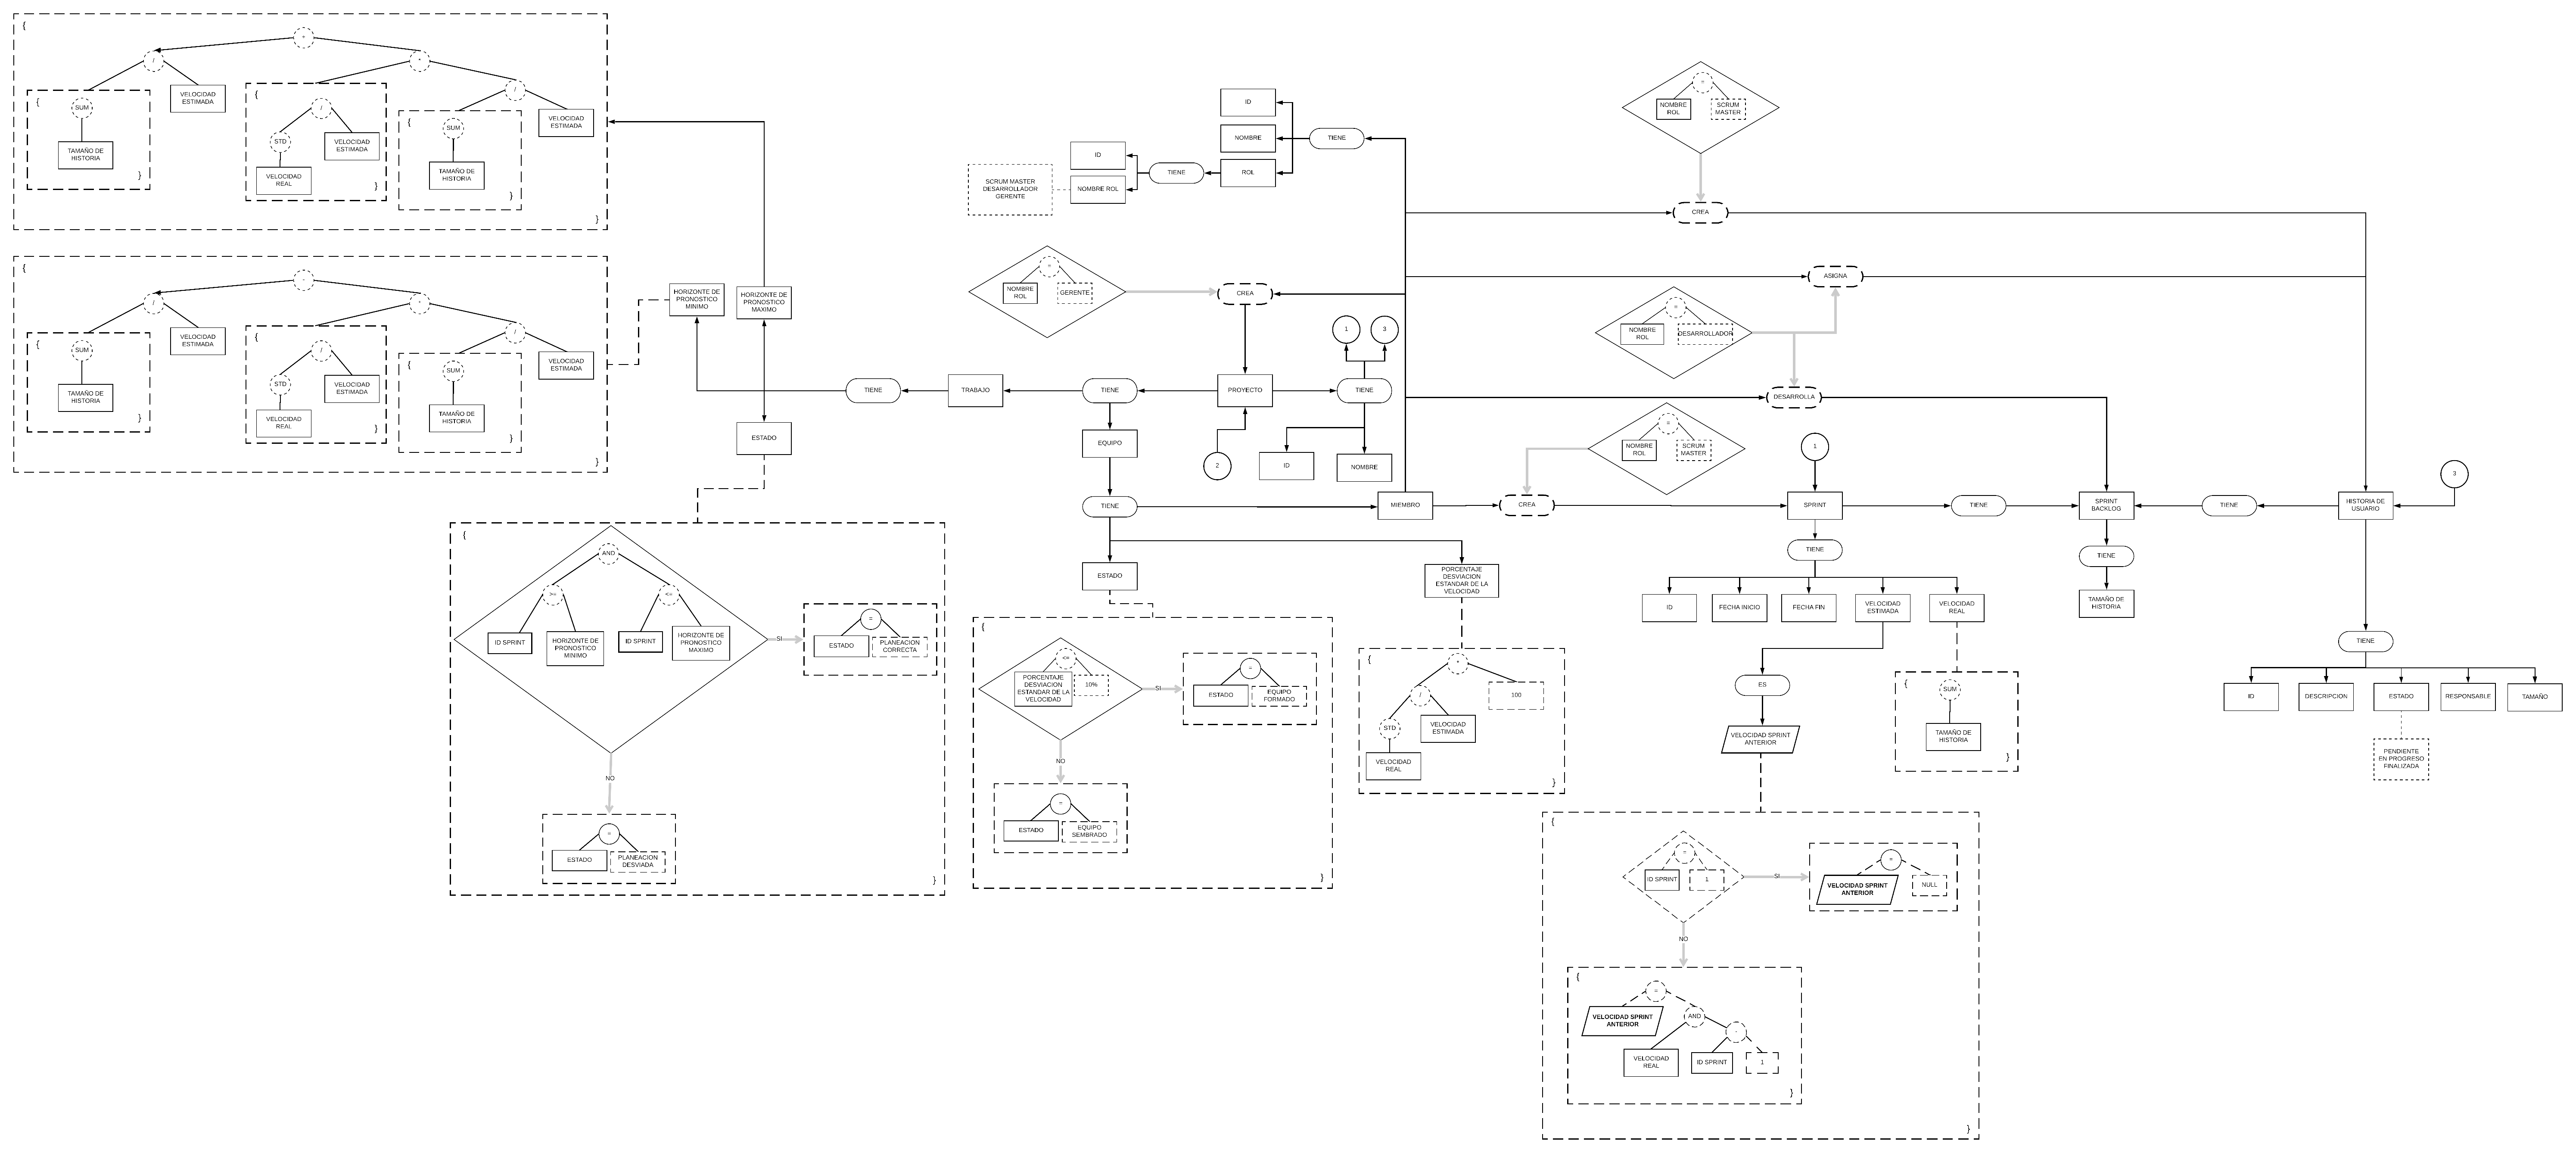 {
+
/
*
SUM
TAMAÑO DE
HISTORIA
}
VELOCIDAD
ESTIMADA
{
/
STD
VELOCIDAD
REAL
VELOCIDAD
ESTIMADA
}
/
{
SUM
TAMAÑO DE
HISTORIA
}
VELOCIDAD
ESTIMADA
}
{
-
/
*
{
SUM
TAMAÑO DE
HISTORIA
}
VELOCIDAD
ESTIMADA
{
/
STD
VELOCIDAD
REAL
VELOCIDAD
ESTIMADA
}
/
{
SUM
TAMAÑO DE
HISTORIA
}
VELOCIDAD
ESTIMADA
}
HORIZONTE DE
PRONOSTICO
MINIMO
HORIZONTE DE
PRONOSTICO
MAXIMO
ESTADO
TIENE
TRABAJO
TIENE
PROYECTO
TIENE
1
3
2
ID
NOMBRE
EQUIPO
TIENE
ESTADO
ID
NOMBRE
ROL
TIENE
TIENE
ID
NOMBRE ROL
SCRUM MASTER
DESARROLLADOR
GERENTE
=
NOMBRE
ROL
GERENTE
CREA
=
NOMBRE
ROL
SCRUM
MASTER
CREA
ASIGNA
=
NOMBRE
ROL
DESARROLLADOR
DESARROLLA
=
NOMBRE
ROL
SCRUM
MASTER
MIEMBRO
CREA
1
SPRINT
TIENE
SPRINT
BACKLOG
TIENE
HISTORIA DE
USUARIO
3
TIENE
TIENE
TAMAÑO DE
HISTORIA
ID
FECHA INICIO
FECHA FIN
VELOCIDAD
ESTIMADA
VELOCIDAD
REAL
TIENE
ID
DESCRIPCION
ESTADO
RESPONSABLE
TAMAÑO
PENDIENTE
EN PROGRESO
FINALIZADA
ES
VELOCIDAD SPRINT
ANTERIOR
{
SUM
TAMAÑO DE
HISTORIA
}
PORCENTAJE
DESVIACION
ESTANDAR DE LA
VELOCIDAD
{
*
/
100
STD
VELOCIDAD
ESTIMADA
VELOCIDAD
REAL
}
{
AND
>=
<=
ID SPRINT
HORIZONTE DE
PRONOSTICO
MINIMO
ID SPRINT
HORIZONTE DE
PRONOSTICO
MAXIMO
SI
=
ESTADO
PLANEACION
CORRECTA
NO
=
ESTADO
PLANEACION
DESVIADA
}
{
<=
PORCENTAJE
DESVIACION
ESTANDAR DE LA
VELOCIDAD
10%
SI
=
ESTADO
EQUIPO
FORMADO
NO
=
ESTADO
EQUIPO
SEMBRADO
}
{
=
ID SPRINT
1
SI
=
VELOCIDAD SPRINT
ANTERIOR
NULL
NO
{
=
VELOCIDAD SPRINT
ANTERIOR
AND
-
VELOCIDAD
REAL
ID SPRINT
1
}
}